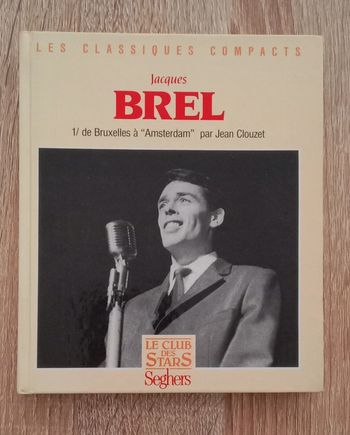 LES CLASSIQUES COMPACTS
Jacques
BREL
1/ de Bruxelles à "Amsterdam" par Jean Clouzet
LE CLUB
DES
STARS
Seghers